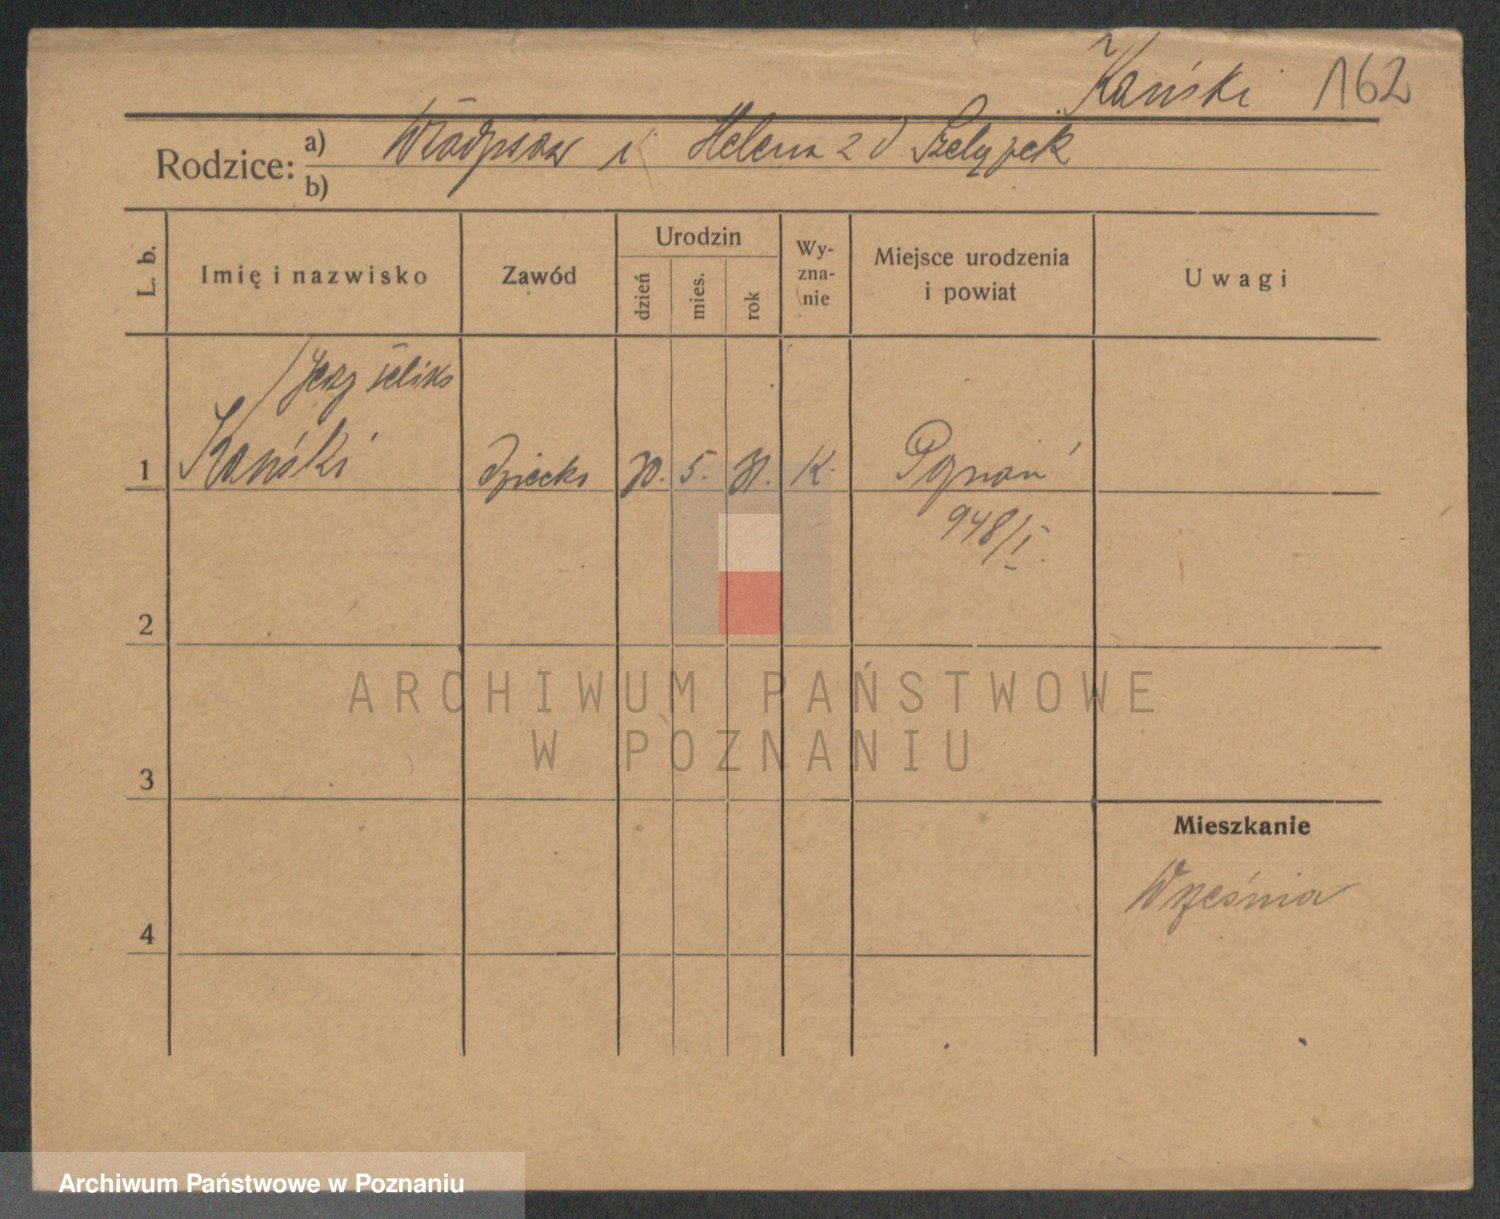 Kański 162
Rodzice: a) Władysław i Helena z d Szelążek
b)
L. b. Imię i nazwisko Zawód Urodzin dzień mies. rok Wy-zna-nie Miejsce urodzenia i powiat Uwagi
Jerzy Feliks
1 Kański dziecko 30. 5. 31. K. Poznań
948/I.
2
ARCHIWUM PAŃSTWOWE
W POZNANIU
3
Mieszkanie
Września
4
Archiwum Państwowe w Poznaniu